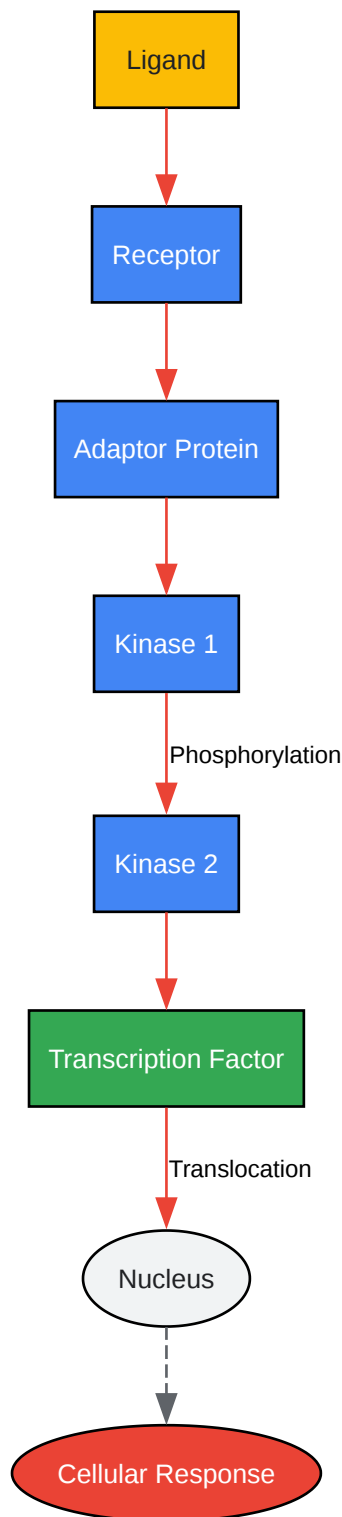 Ligand
Receptor
Adaptor Protein
Kinase 1
Phosphorylation
Kinase 2
Transcription Factor
Translocation
Nucleus
Cellular Response